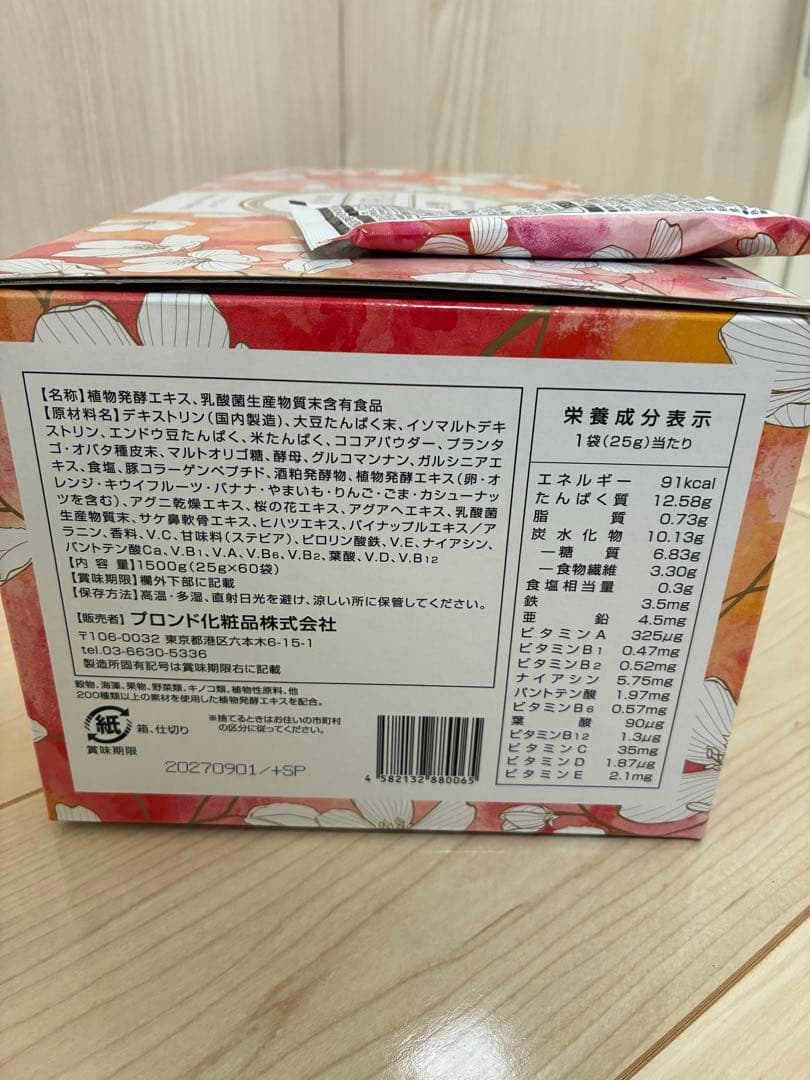 【名称】植物発酵エキス、乳酸菌生産物質末含有食品
【原材料名】デキストリン(国内製造)、大豆たんぱく末、イソマルトデキ
ストリン、エンドウ豆たんぱく、米たんぱく、ココアパウダー、プランタ
ゴ・オバタ種皮末、マルトオリゴ糖、酵母、グルコマンナン、ガルシニアエ
キス、食塩、豚コラーゲンペプチド、酒粕発酵物、植物発酵エキス(卵・オ
レンジ・キウイフルーツ・バナナ・やまいも・りんご・ごま・カシューナッ
ツを含む)、アグニ乾燥エキス、桜の花エキス、アグアヘエキス、乳酸菌
生産物質末、サケ鼻軟骨エキス、ヒハツエキス、パイナップルエキス/ア
ラニン、香料、V.C、甘味料(ステビア)、ピロリン酸鉄、V.E、ナイアシン、
パントテン酸Ca、V.B1、V.A、V.B6、V.B2、葉酸、V.D、V.B12
【内 容 量】1500g(25g×60袋)
【賞味期限】欄外下部に記載
【保存方法】高温・多湿、直射日光を避け、涼しい所に保管してください。
【販売者】 ブロンド化粧品株式会社
〒106-0032 東京都港区六本木6-15-1
tel.03-6630-5336
製造所固有記号は賞味期限右に記載
穀物、海藻、果物、野菜類、キノコ類、植物性原料、他
200種類以上の素材を使用した植物発酵エキスを配合。
紙 箱、仕切り
※捨てるときはお住いの市町村
の区分に従ってください。
賞味期限
20270901/+SP
4 582132 880065
栄養成分表示
1袋(25g)当たり
エネルギー 91kcal
たんぱく質 12.58g
脂 質 0.73g
炭水化物 10.13g
ー糖 質 6.83g
ー食物繊維 3.30g
食塩相当量 0.3g
鉄 3.5mg
亜 鉛 4.5mg
ビタミンA 325μg
ビタミンB1 0.47mg
ビタミンB2 0.52mg
ナイアシン 5.75mg
パントテン酸 1.97mg
ビタミンB6 0.57mg
葉 酸 90μg
ビタミンB12 1.3μg
ビタミンC 35mg
ビタミンD 1.87μg
ビタミンE 2.1mg